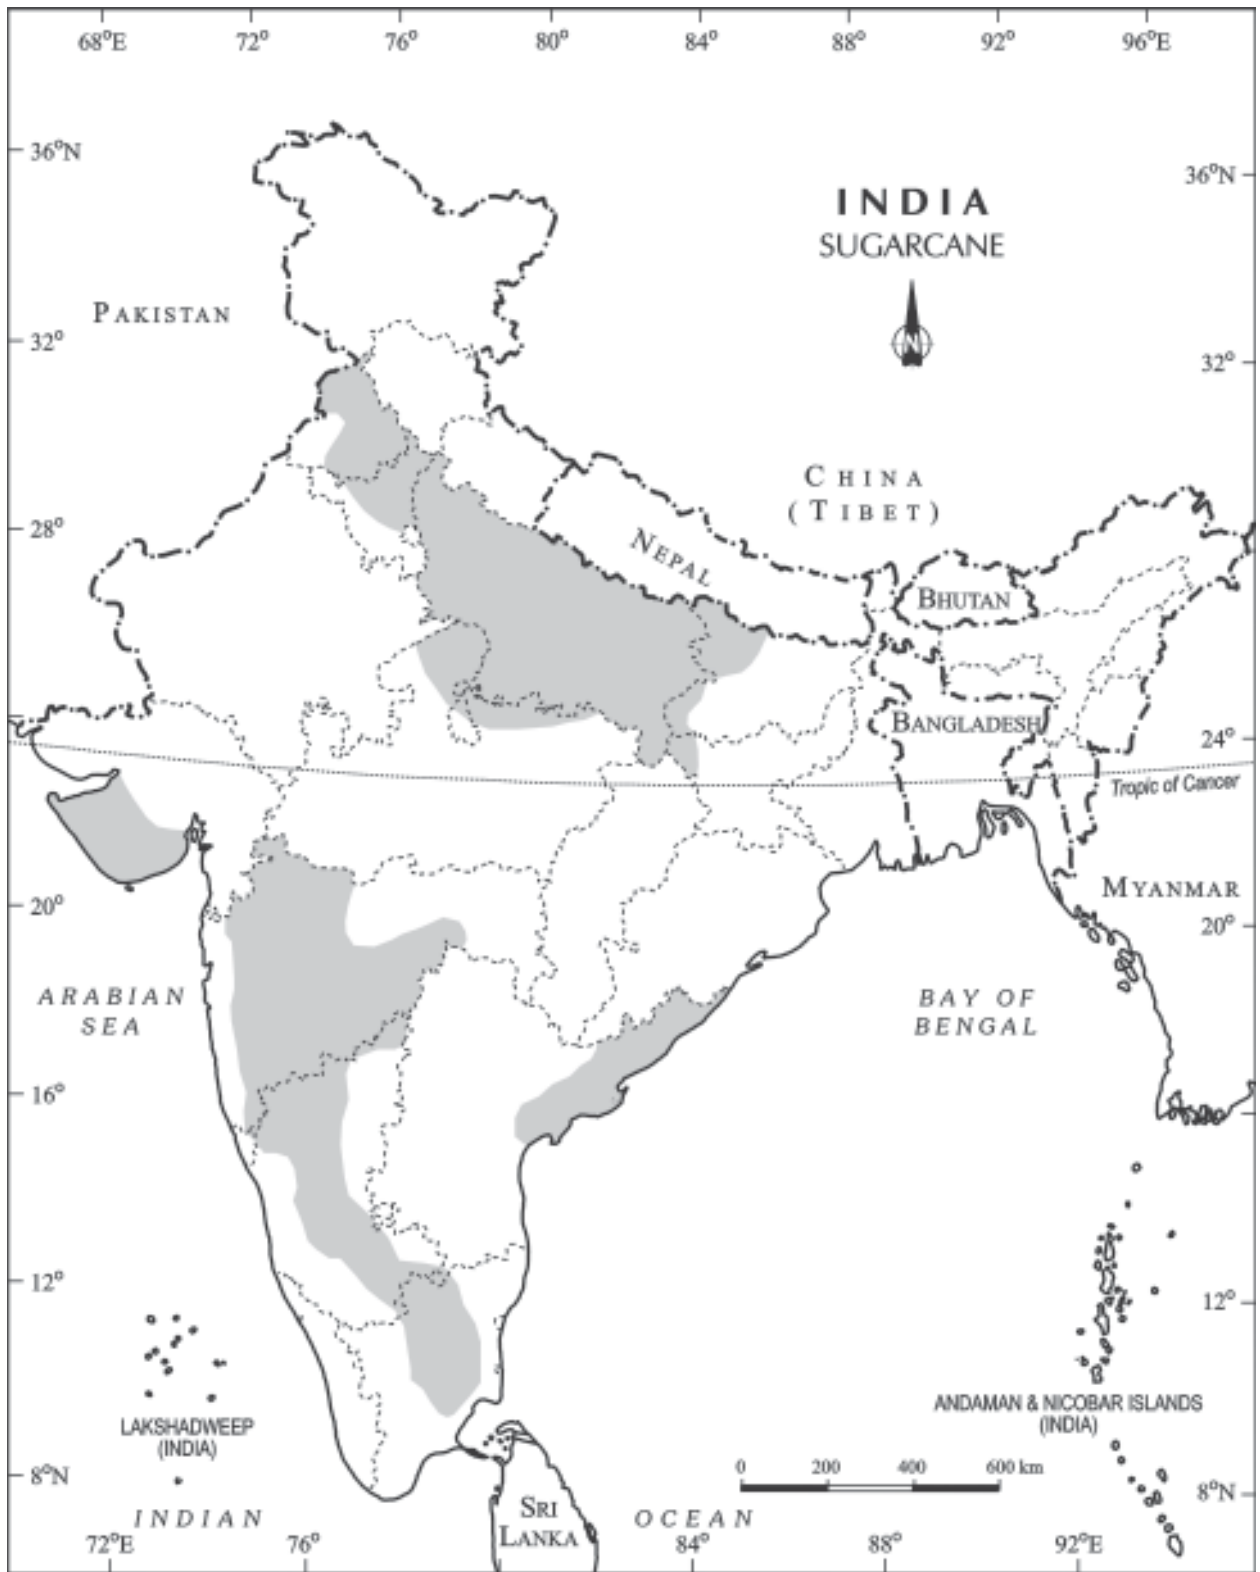 68°E 72° 76° 80° 84° 88° 92° 96°E
36°N
36°N
INDIA
SUGARCANE
N
PAKISTAN
32°
32°
CHINA
(TIBET)
NEPAL
28°
BHUTAN
BANGLADESH
24°
Tropic of Cancer
MYANMAR
20°
20°
ARABIAN
SEA
BAY OF
BENGAL
16°
12°
12°
LAKSHADWEEP
(INDIA)
ANDAMAN & NICOBAR ISLANDS
(INDIA)
0 200 400 600 km
8°N
8°N
SRI
LANKA
INDIAN OCEAN
72°E 76° 84° 88° 92°E